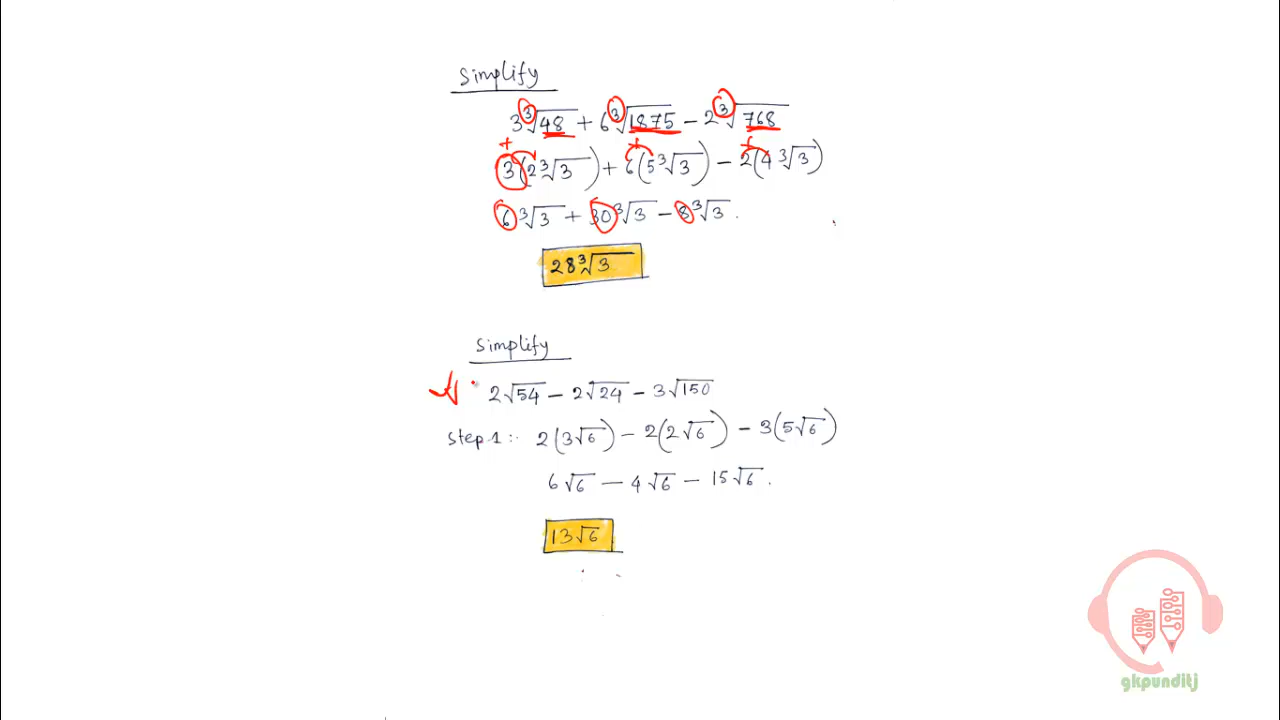 Simplify
3∛48 + 6∛1875 - 2∛768
3(2∛3) + 6(5∛3) - 2(4∛3)
6∛3 + 30∛3 - 8∛3.
28∛3
Simplify
2√54 - 2√24 - 3√150
Step 1:- 2(3√6) - 2(2√6) - 3(5√6)
6√6 - 4√6 - 15√6.
13√6
gkpunditj